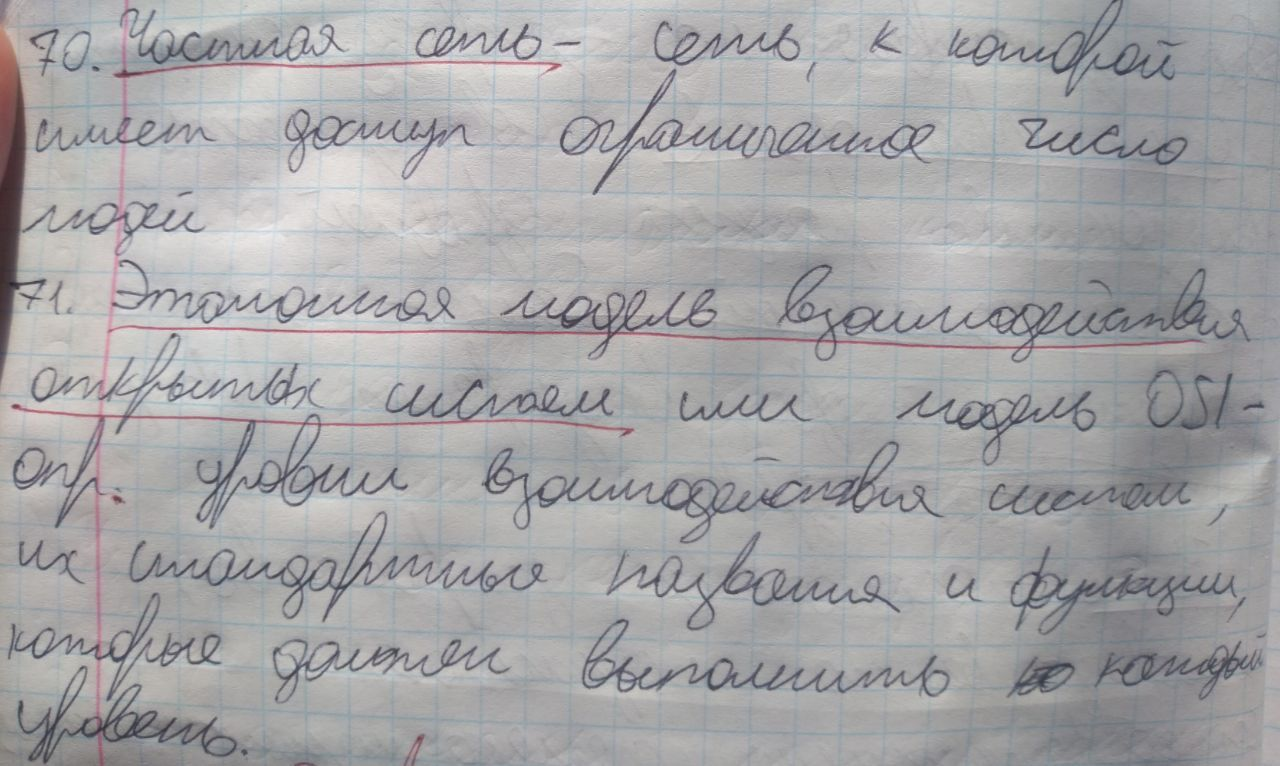 70. Частная сеть – сеть, к которой
имеет доступ ограниченное число
людей
71. Эталонная модель взаимодействия
открытых систем или модель OSI –
опр. уровни взаимодействия систем,
их стандартные названия и функции,
которые должен выполнить каждый
уровень.